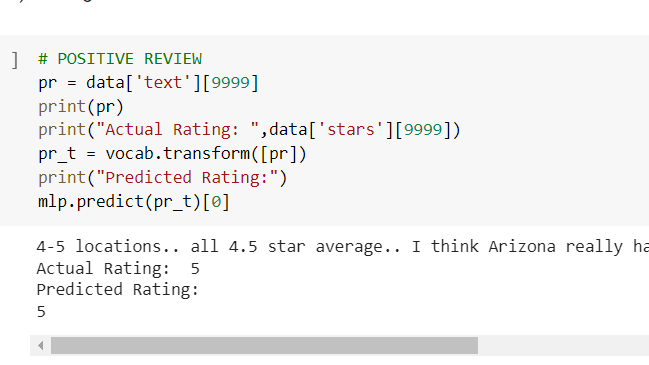 ] # POSITIVE REVIEW
pr = data['text'][9999]
print(pr)
print("Actual Rating: ",data['stars'][9999])
pr_t = vocab.transform([pr])
print("Predicted Rating:")
mlp.predict(pr_t)[0]
4-5 locations.. all 4.5 star average.. I think Arizona really ha
Actual Rating:  5
Predicted Rating:
5